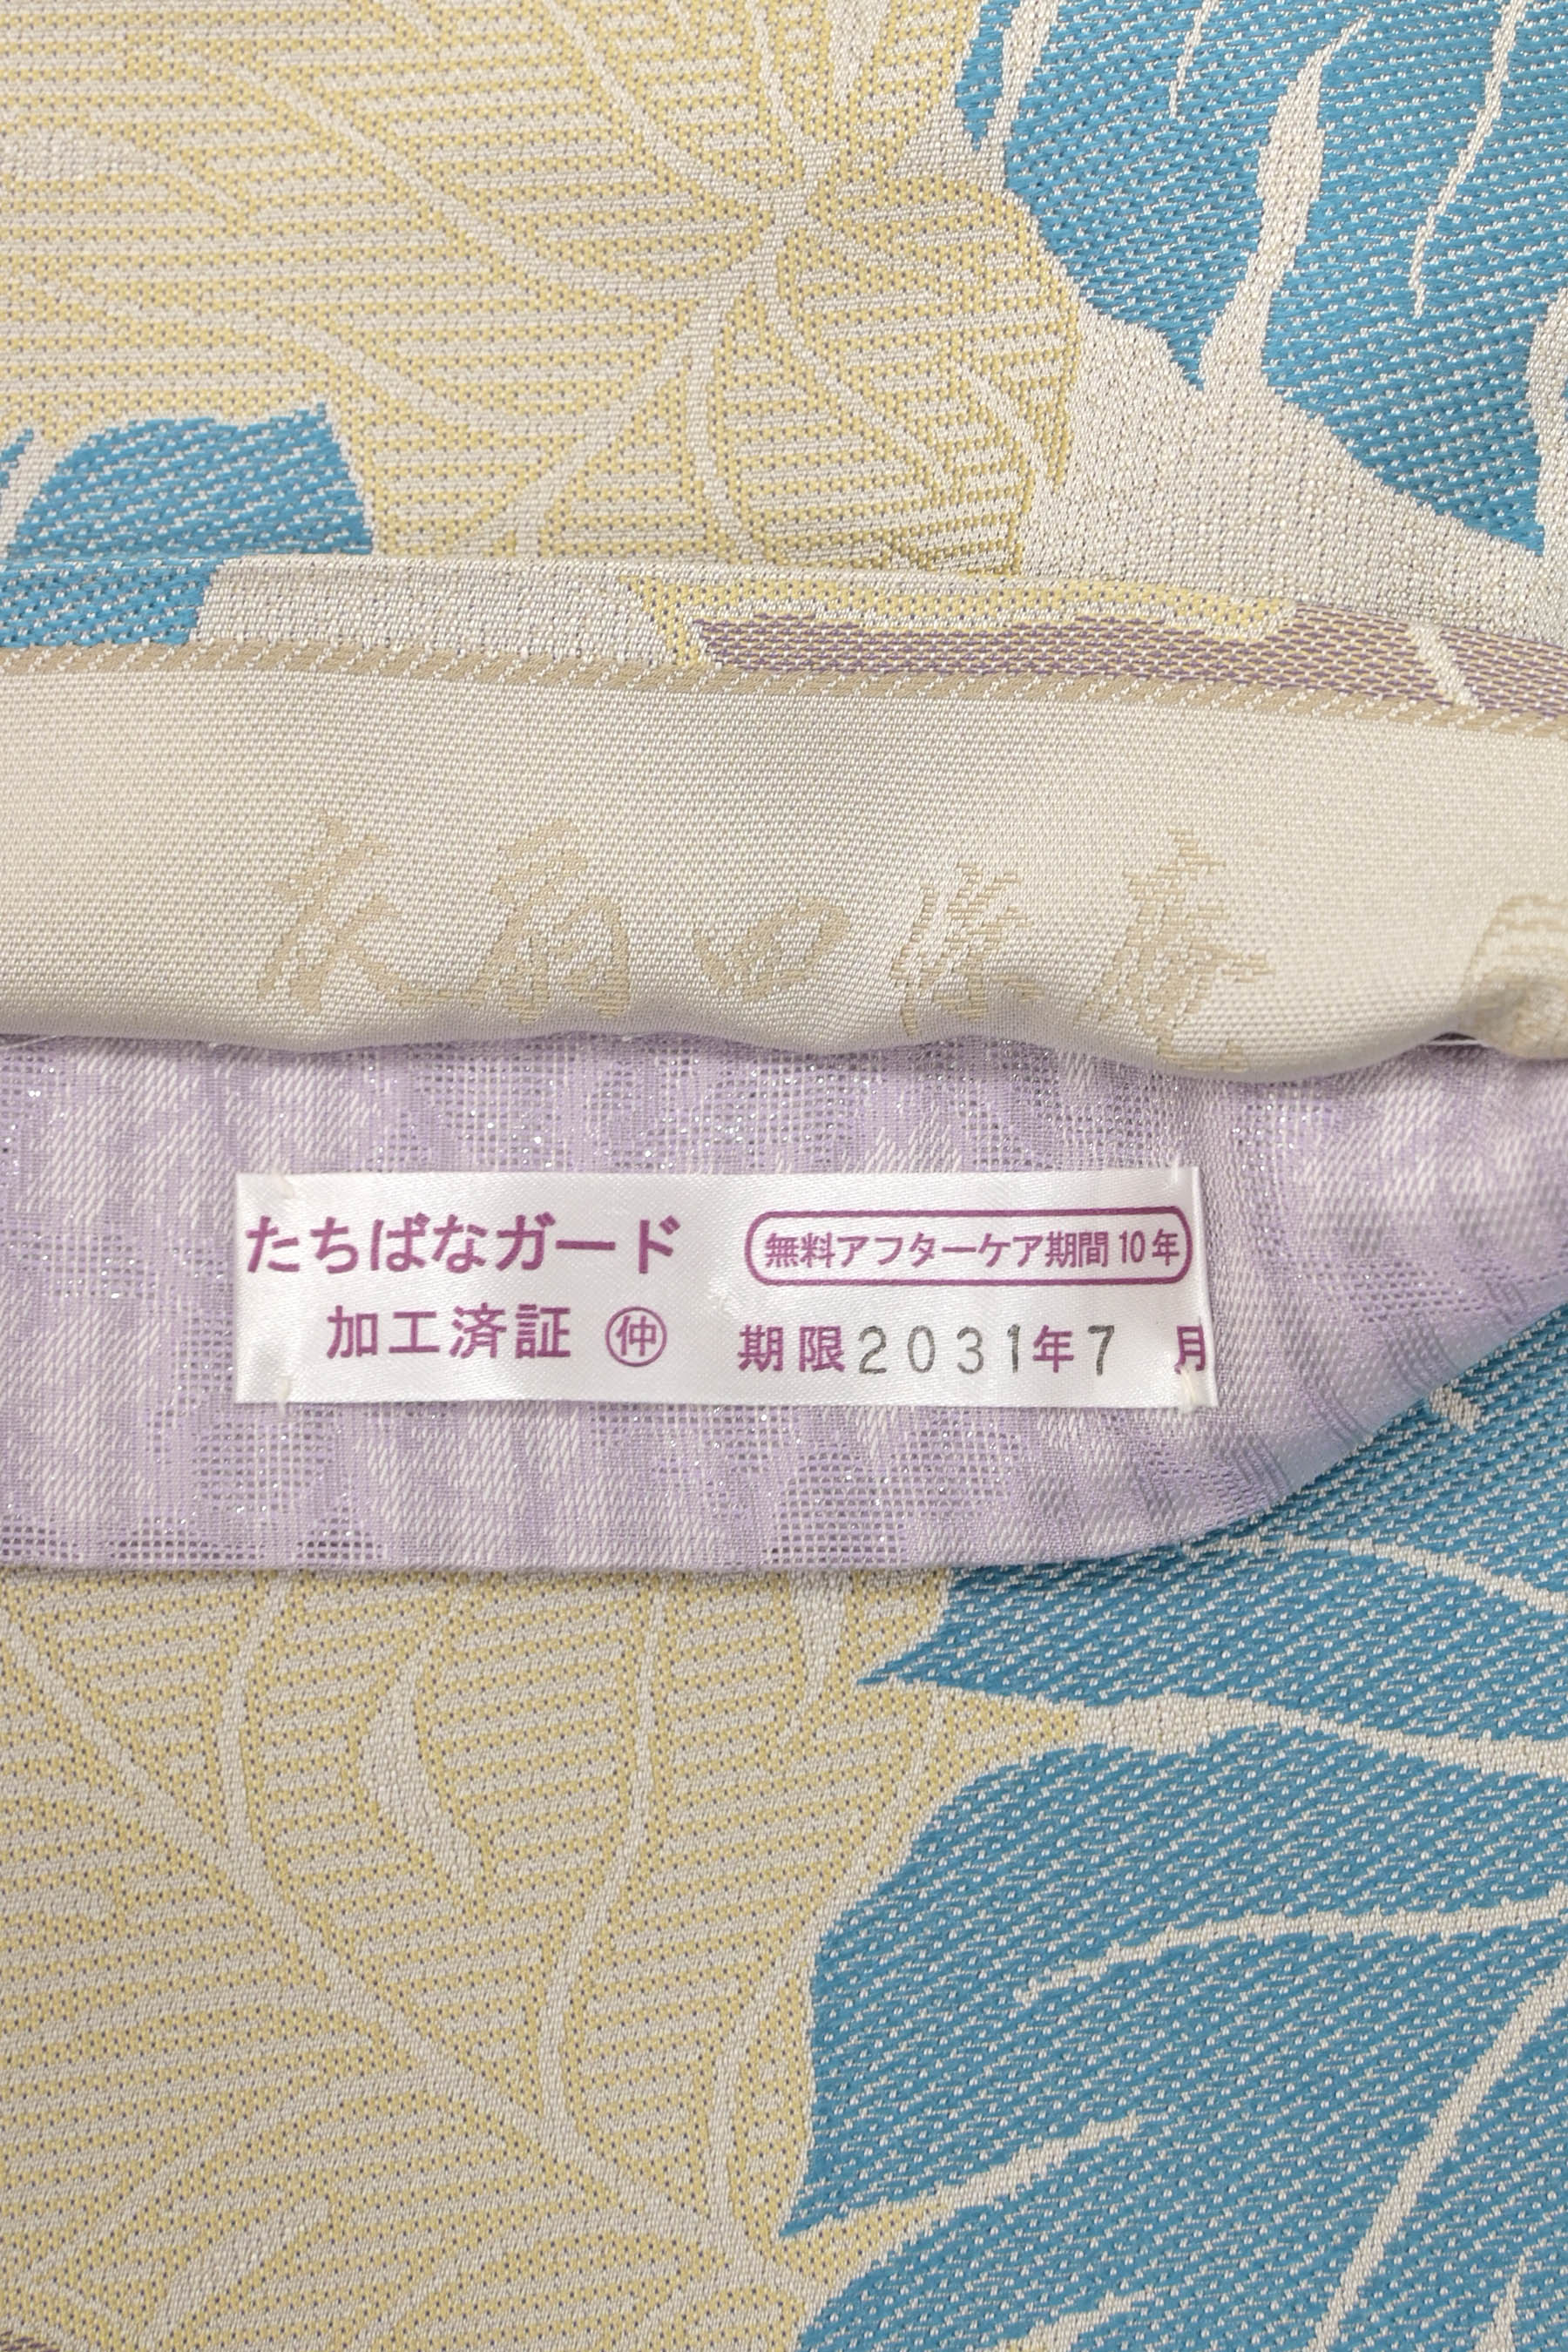 たちばなガード
加工済証 ㊥仲
無料アフターケア期間10年
期限2031年7月